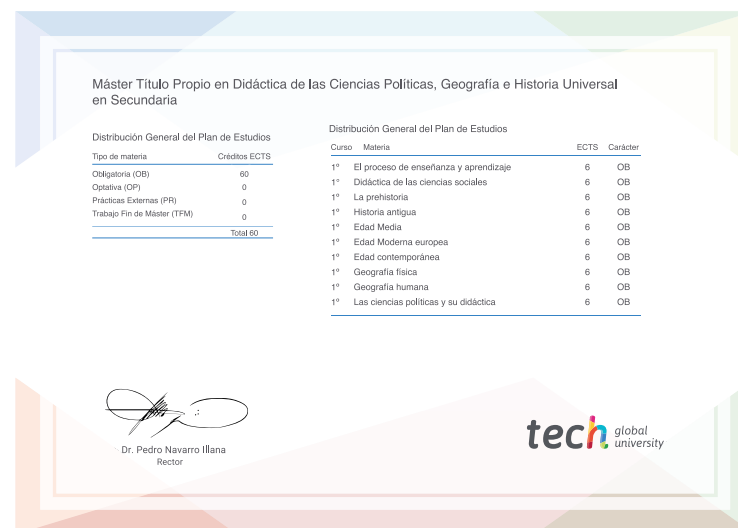 Máster Título Propio en Didáctica de las Ciencias Políticas, Geografía e Historia Universal
en Secundaria
Distribución General del Plan de Estudios
Tipo de materia Créditos ECTS
Obligatoria (OB) 60
Optativa (OP) 0
Prácticas Externas (PR) 0
Trabajo Fin de Máster (TFM) 0
Total 60
Distribución General del Plan de Estudios
Curso Materia ECTS Carácter
1º El proceso de enseñanza y aprendizaje 6 OB
1º Didáctica de las ciencias sociales 6 OB
1º La prehistoria 6 OB
1º Historia antigua 6 OB
1º Edad Media 6 OB
1º Edad Moderna europea 6 OB
1º Edad contemporánea 6 OB
1º Geografía física 6 OB
1º Geografía humana 6 OB
1º Las ciencias políticas y su didáctica 6 OB
Dr. Pedro Navarro Illana
Rector
tech global
university